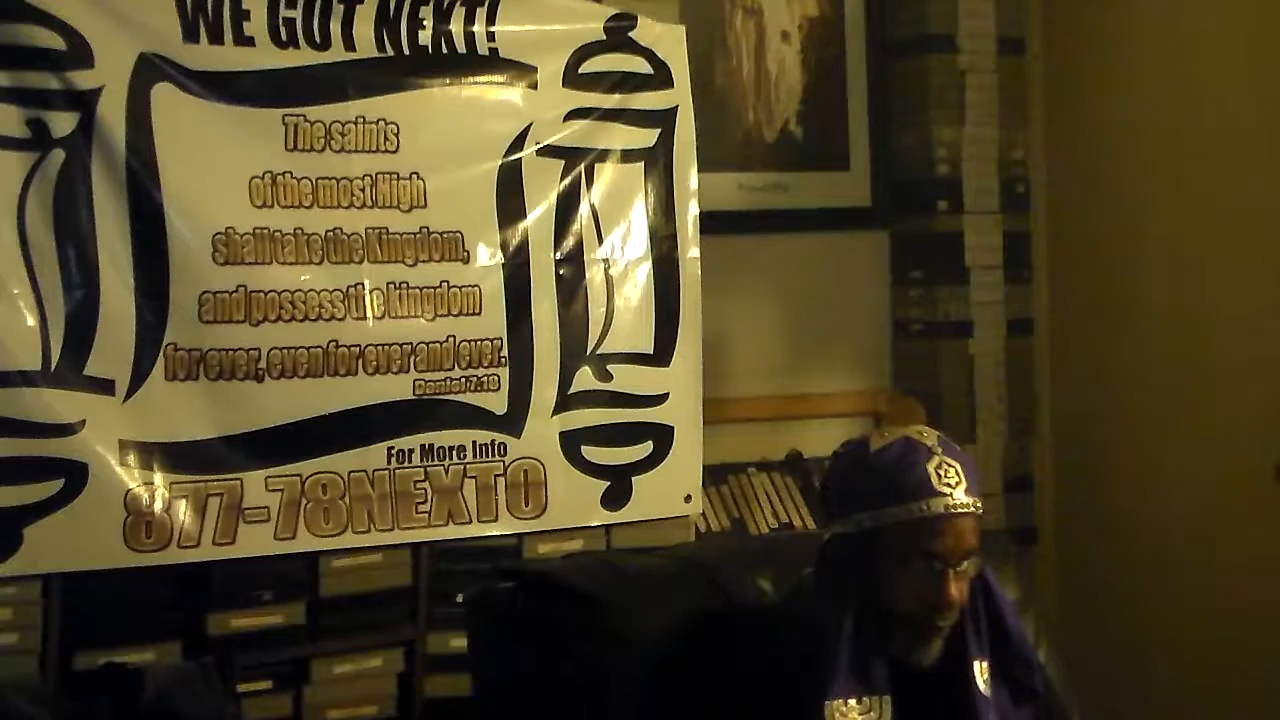 WE GOT NEXT!
The saints
of the most High
shall take the Kingdom,
and possess the kingdom
for ever, even for ever and ever.
Daniel 7:18
For More Info
877-78NEXTO